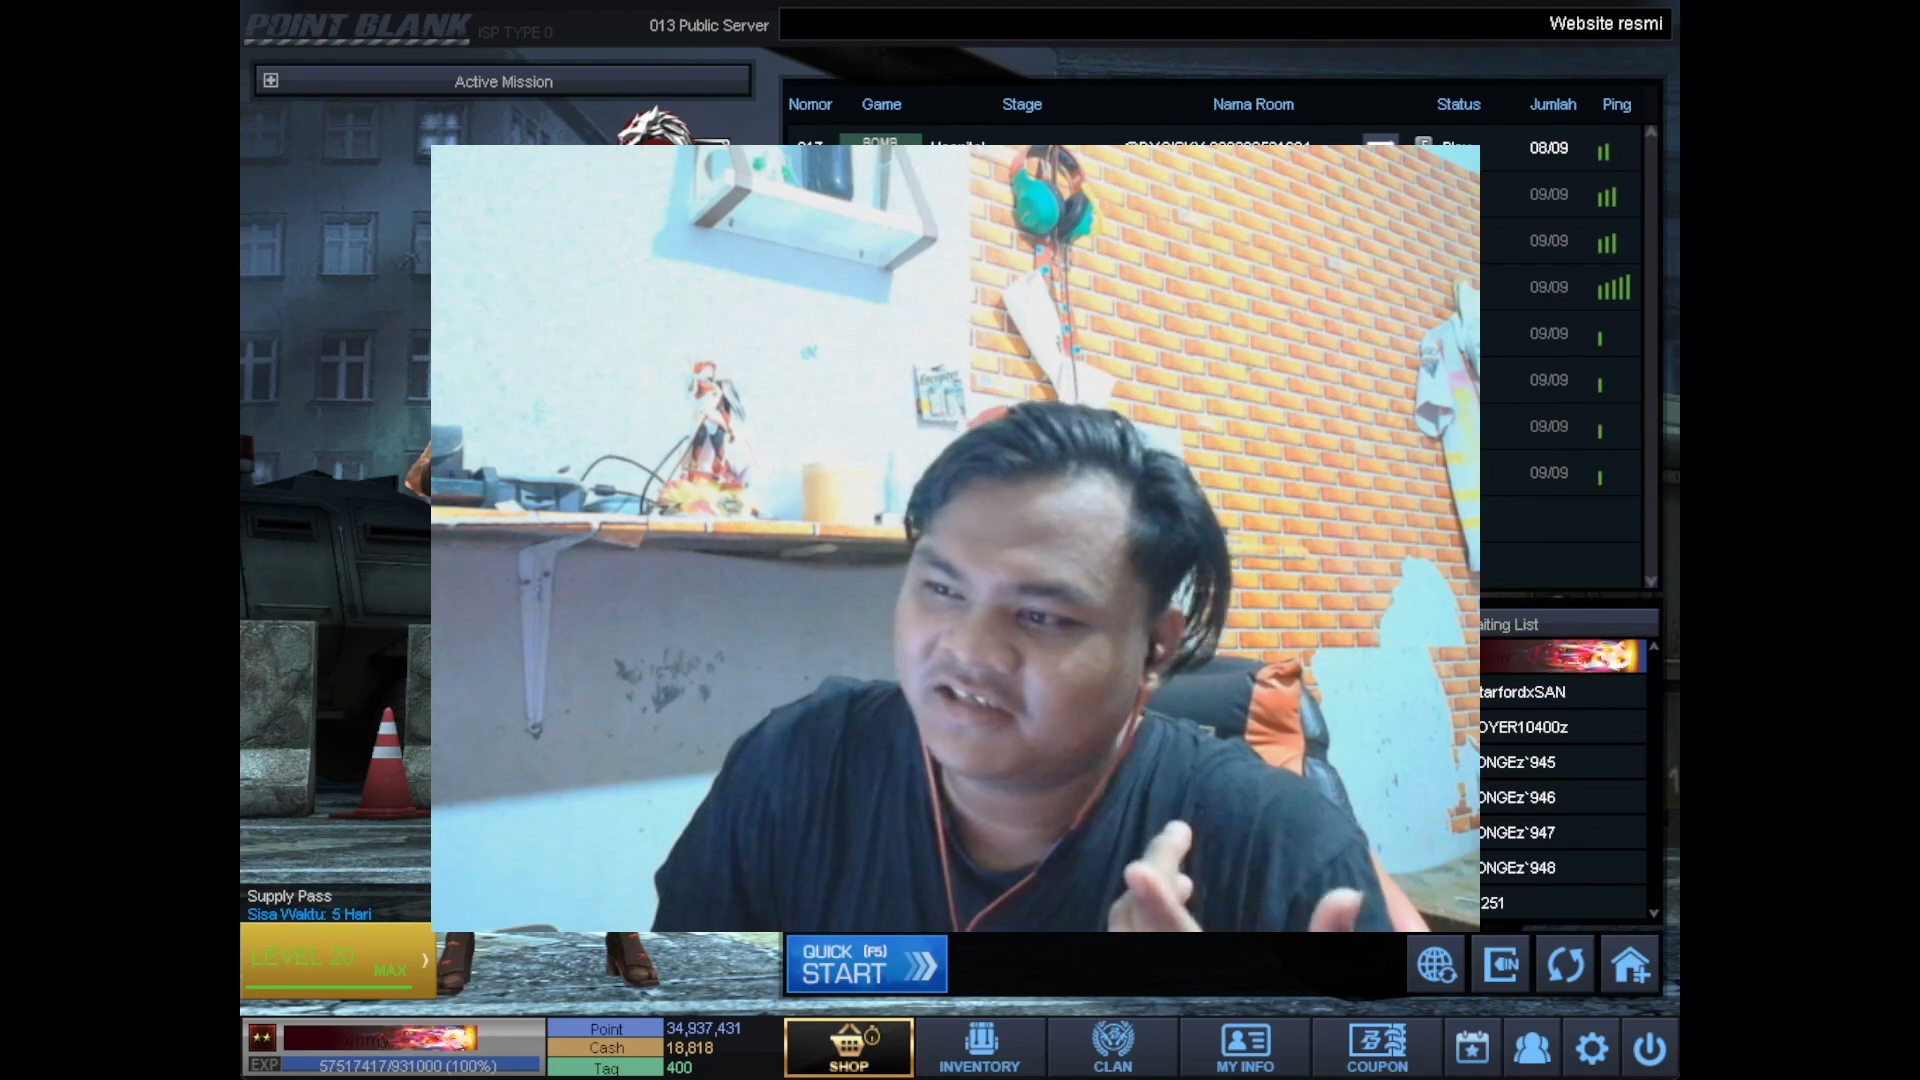 POINT BLANK
ISP TYPE 0
013 Public Server
Website resmi
Active Mission
Nomor Game Stage Nama Room Status Jumlah Ping
08/09
09/09
09/09
09/09
09/09
09/09
09/09
09/09
Energizer
iting List
tarfordxSAN
OYER10400z
ONGEz`945
ONGEz`946
ONGEz`947
ONGEz`948
251
Supply Pass
Sisa Waktu: 5 Hari
LEVEL 20
MAX
QUICK (F5)
START
IN
Point 34,937,431
Cash 18,818
Tag 400
EXP 57517417/931000 (100%)
SHOP
INVENTORY
CLAN
MY INFO
COUPON